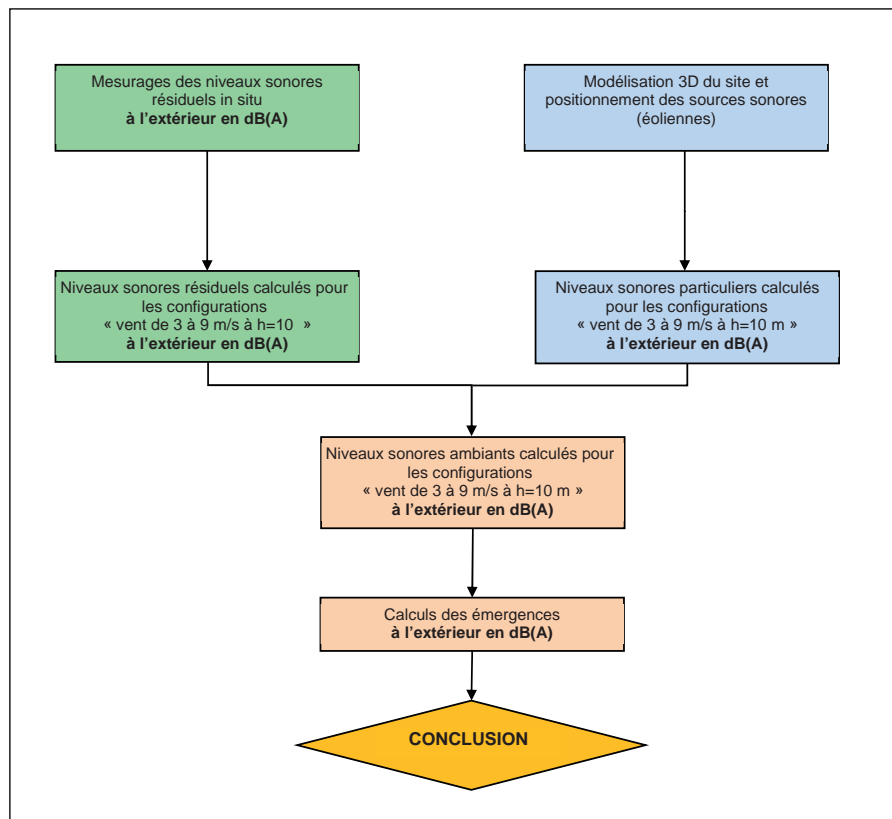 Mesurages des niveaux sonores
résiduels in situ
à l'extérieur en dB(A)
Modélisation 3D du site et
positionnement des sources sonores
(éoliennes)
Niveaux sonores résiduels calculés pour
les configurations
« vent de 3 à 9 m/s à h=10 »
à l'extérieur en dB(A)
Niveaux sonores particuliers calculés
pour les configurations
« vent de 3 à 9 m/s à h=10 m »
à l'extérieur en dB(A)
Niveaux sonores ambiants calculés pour
les configurations
« vent de 3 à 9 m/s à h=10 m »
à l'extérieur en dB(A)
Calculs des émergences
à l'extérieur en dB(A)
CONCLUSION